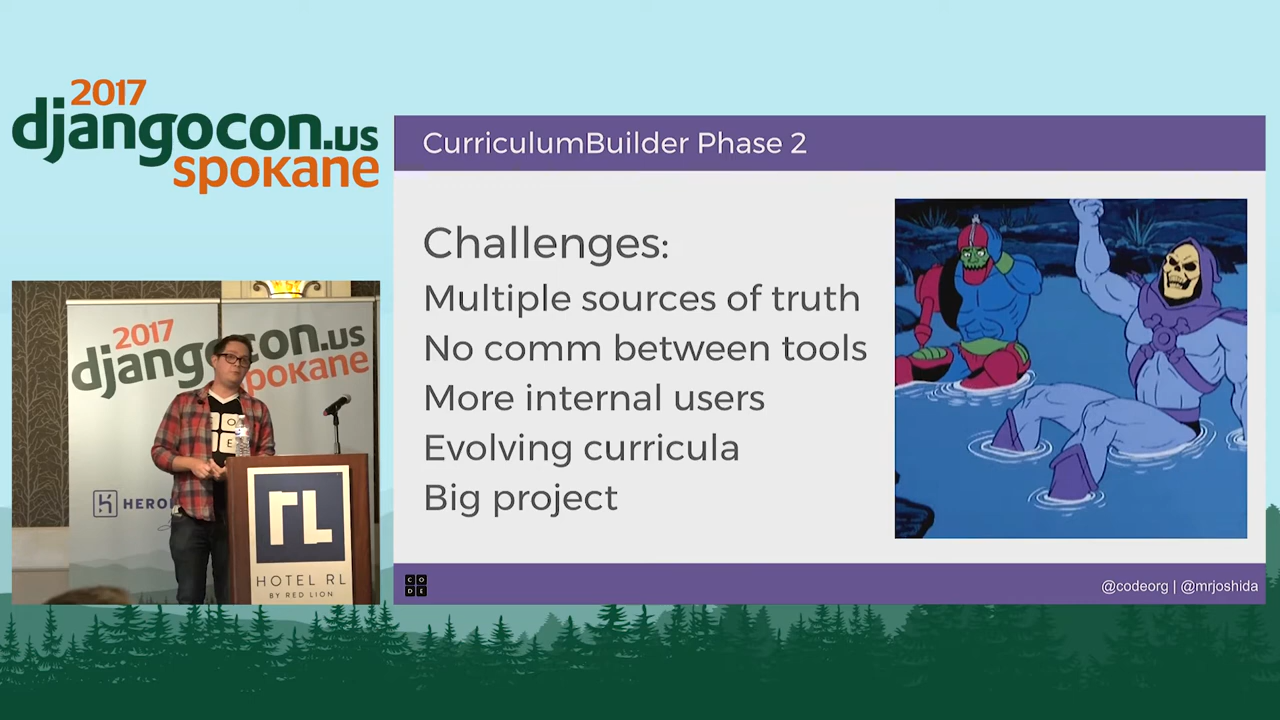 2017
djangocon.us
spokane
CurriculumBuilder Phase 2
Challenges:
Multiple sources of truth
No comm between tools
More internal users
Evolving curricula
Big project
C O
D E
@codeorg | @mrjoshida
2017
djangocon.us
spokane
O
E
HERO
RL
HOTEL RL
BY RED LION